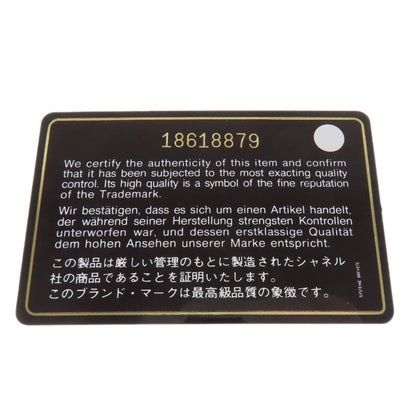 18618879
We certify the authenticity of this item and confirm
that it has been subjected to the most exacting quality
control. Its high quality is a symbol of the fine reputation
of the Trademark.
Wir bestätigen, dass es sich um einen Artikel handelt,
der während seiner Herstellung strengsten Kontrollen
unterworfen war, und dessen erstklassige Qualität
dem hohen Ansehen unserer Marke entspricht.
この製品は厳しい管理のもとに製造されたシャネル
社の商品であることを証明いたします。
このブランド・マークは最高級品質の象徴です。
SYSTEME BREVETE